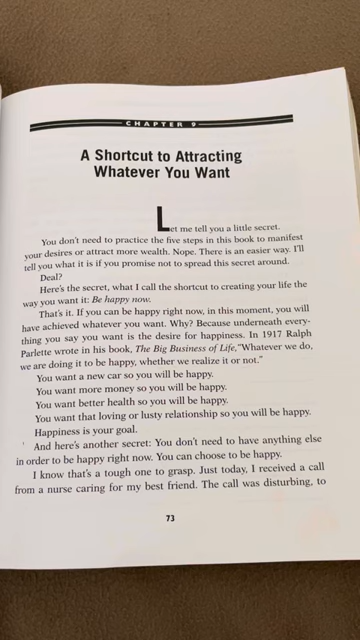 CHAPTER 9
A Shortcut to Attracting
Whatever You Want
Let me tell you a little secret.
You don't need to practice the five steps in this book to manifest
your desires or attract more wealth. Nope. There is an easier way. I'll
tell you what it is if you promise not to spread this secret around.
Deal?
Here's the secret, what I call the shortcut to creating your life the
way you want it: Be happy now.
That's it. If you can be happy right now, in this moment, you will
have achieved whatever you want. Why? Because underneath every-
thing you say you want is the desire for happiness. In 1917 Ralph
Parlette wrote in his book, The Big Business of Life, "Whatever we do,
we are doing it to be happy, whether we realize it or not."
You want a new car so you will be happy.
You want more money so you will be happy.
You want better health so you will be happy.
You want that loving or lusty relationship so you will be happy.
Happiness is your goal.
And here's another secret: You don't need to have anything else
in order to be happy right now. You can choose to be happy.
I know that's a tough one to grasp. Just today, I received a call
from a nurse caring for my best friend. The call was disturbing, to
73